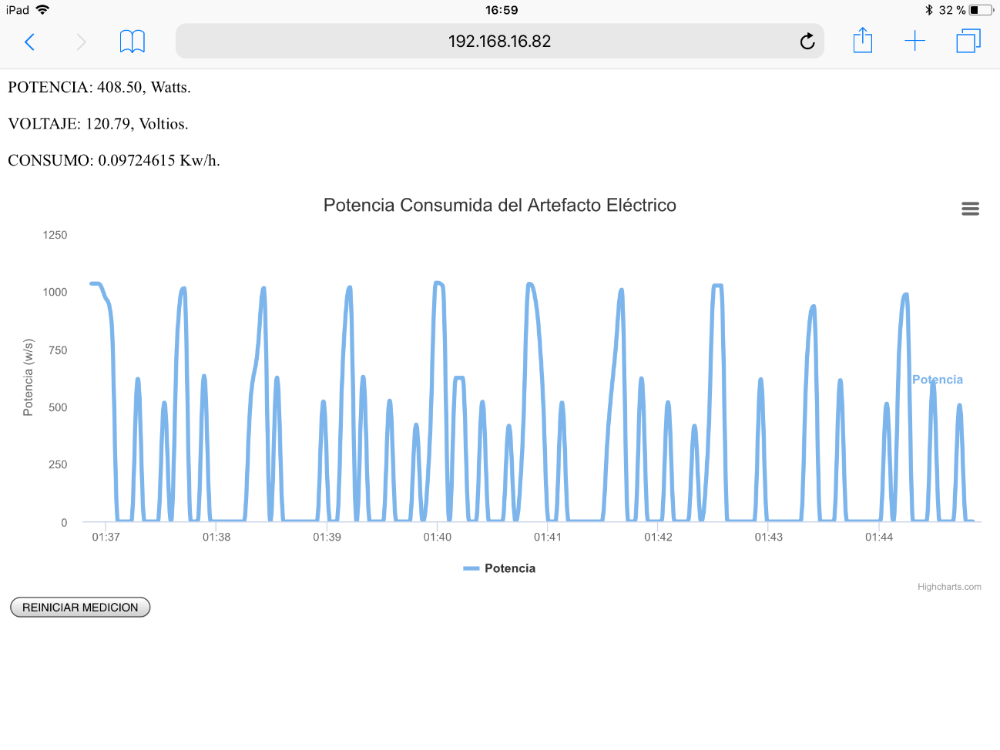 iPad 16:59 32 %
192.168.16.82
POTENCIA: 408.50, Watts.
VOLTAJE: 120.79, Voltios.
CONSUMO: 0.09724615 Kw/h.
Potencia Consumida del Artefacto Eléctrico
1250
1000
750
500
250
0
Potencia (w/s)
Potencia
01:37 01:38 01:39 01:40 01:41 01:42 01:43 01:44
Potencia
Highcharts.com
REINICIAR MEDICION